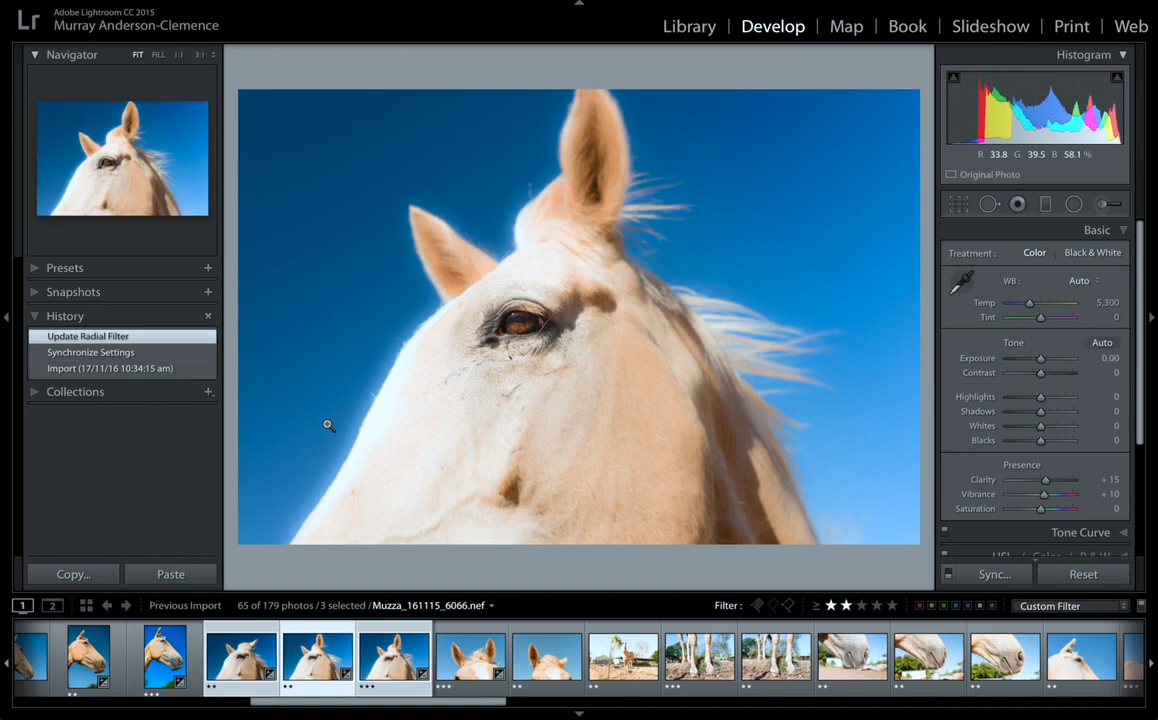 Lr
Adobe Lightroom CC 2015
Murray Anderson-Clemence
Library | Develop | Map | Book | Slideshow | Print | Web
Navigator FIT FILL 1:1 3:1
Presets +
Snapshots +
History ×
Update Radial Filter
Synchronize Settings
Import (17/11/16 10:34:15 am)
Collections +
Copy... Paste
Histogram
R 33.8 G 39.5 B 58.1 %
Original Photo
Basic
Treatment : Color | Black & White
WB : Auto
Temp 5,300
Tint 0
Tone Auto
Exposure 0.00
Contrast 0
Highlights 0
Shadows 0
Whites 0
Blacks 0
Presence
Clarity + 15
Vibrance + 10
Saturation 0
Tone Curve
HSL / Color / B & W
Sync... Reset
1 2 Previous Import 65 of 179 photos /3 selected /Muzza_161115_6066.nef Filter : ≥ ★★★★★ Custom Filter